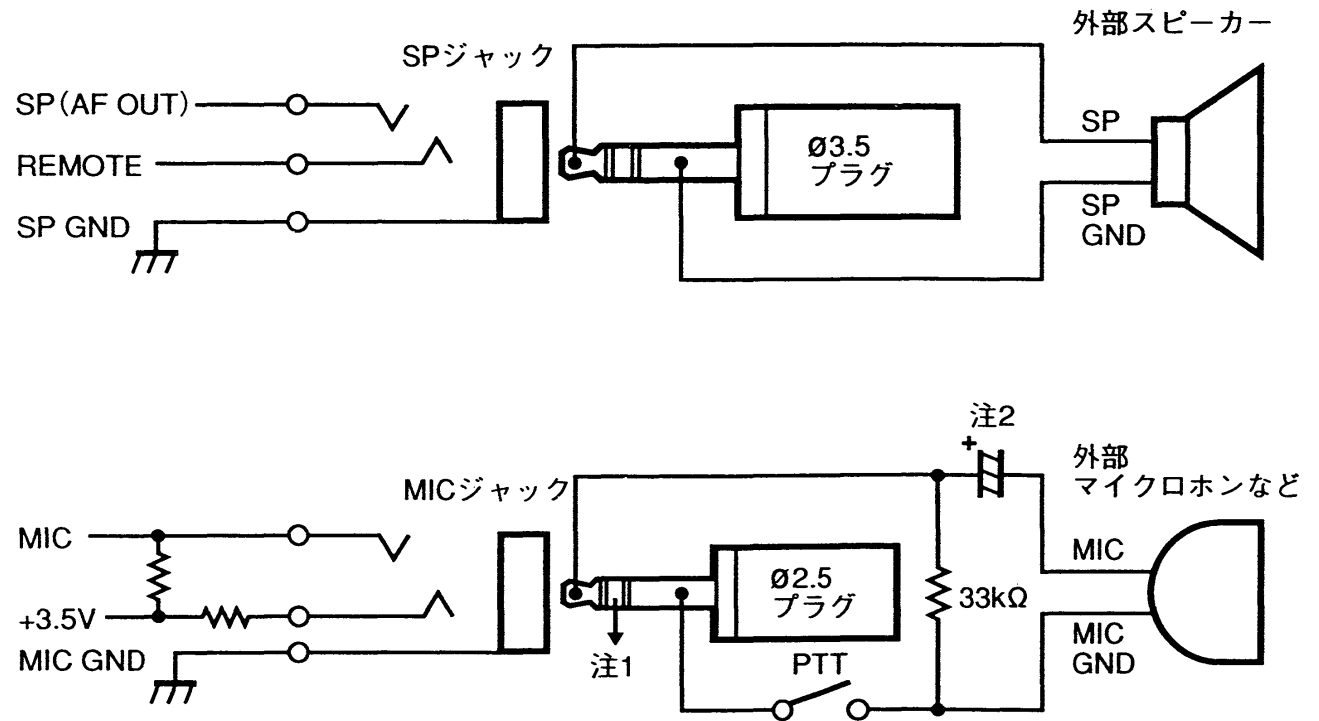 外部スピーカー
SPジャック
SP(AF OUT)
REMOTE
SP GND
Ø3.5
プラグ
SP
SP
GND
注2
+
外部
マイクロホンなど
MICジャック
MIC
+3.5V
MIC GND
注1
Ø2.5
プラグ
PTT
33kΩ
MIC
MIC
GND